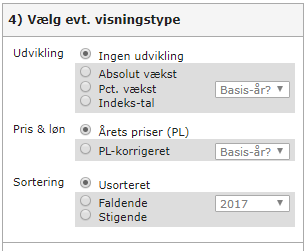 4) Vælg evt. visningstype
Udvikling Ingen udvikling
Absolut vækst
Pct. vækst Basis-år?
Indeks-tal
Pris & løn Årets priser (PL)
PL-korrigeret Basis-år?
Sortering Usorteret
Faldende 2017
Stigende